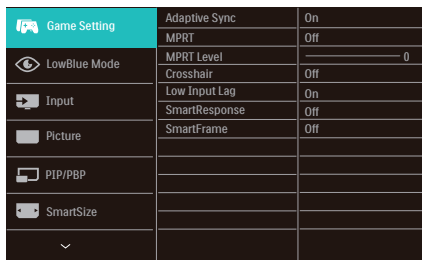 Game Setting
LowBlue Mode
Input
Picture
PIP/PBP
SmartSize
Adaptive Sync On
MPRT Off
MPRT Level 0
Crosshair Off
Low Input Lag On
SmartResponse Off
SmartFrame Off